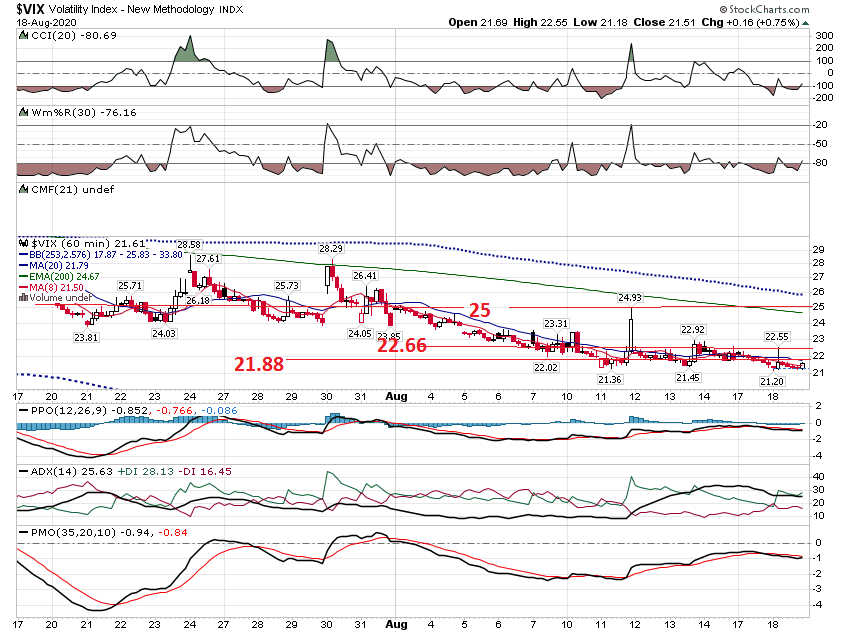 $VIX Volatility Index - New Methodology INDX
© StockCharts.com
18-Aug-2020
Open 21.69 High 22.55 Low 21.18 Close 21.51 Chg +0.16 (+0.75%)
CCI(20) -80.69
300
200
100
0
-100
-200
Wm%R(30) -76.16
-20
-50
-80
CMF(21) undef
$VIX (60 min) 21.61
BB(253,2.576) 17.87 - 25.83 - 33.80
MA(20) 21.79
EMA(200) 24.67
MA(8) 21.50
Volume undef
28.58
27.61
26.18
25.71
23.81
24.03
25.73
28.29
26.41
24.05
23.85
25
22.66
21.88
23.31
22.02
24.93
21.36
22.92
21.45
22.55
21.20
29
28
27
26
25
24
23
22
21
17 20 21 22 23 24 27 28 29 30 31 Aug 4 5 6 7 10 11 12 13 14 17 18
PPO(12,26,9) -0.852, -0.766, -0.086
2
0
-2
-4
ADX(14) 25.63 +DI 28.13 -DI 16.45
40
30
20
10
PMO(35,20,10) -0.94, -0.84
0
-1
-2
-3
-4
17 20 21 22 23 24 27 28 29 30 31 Aug 4 5 6 7 10 11 12 13 14 17 18